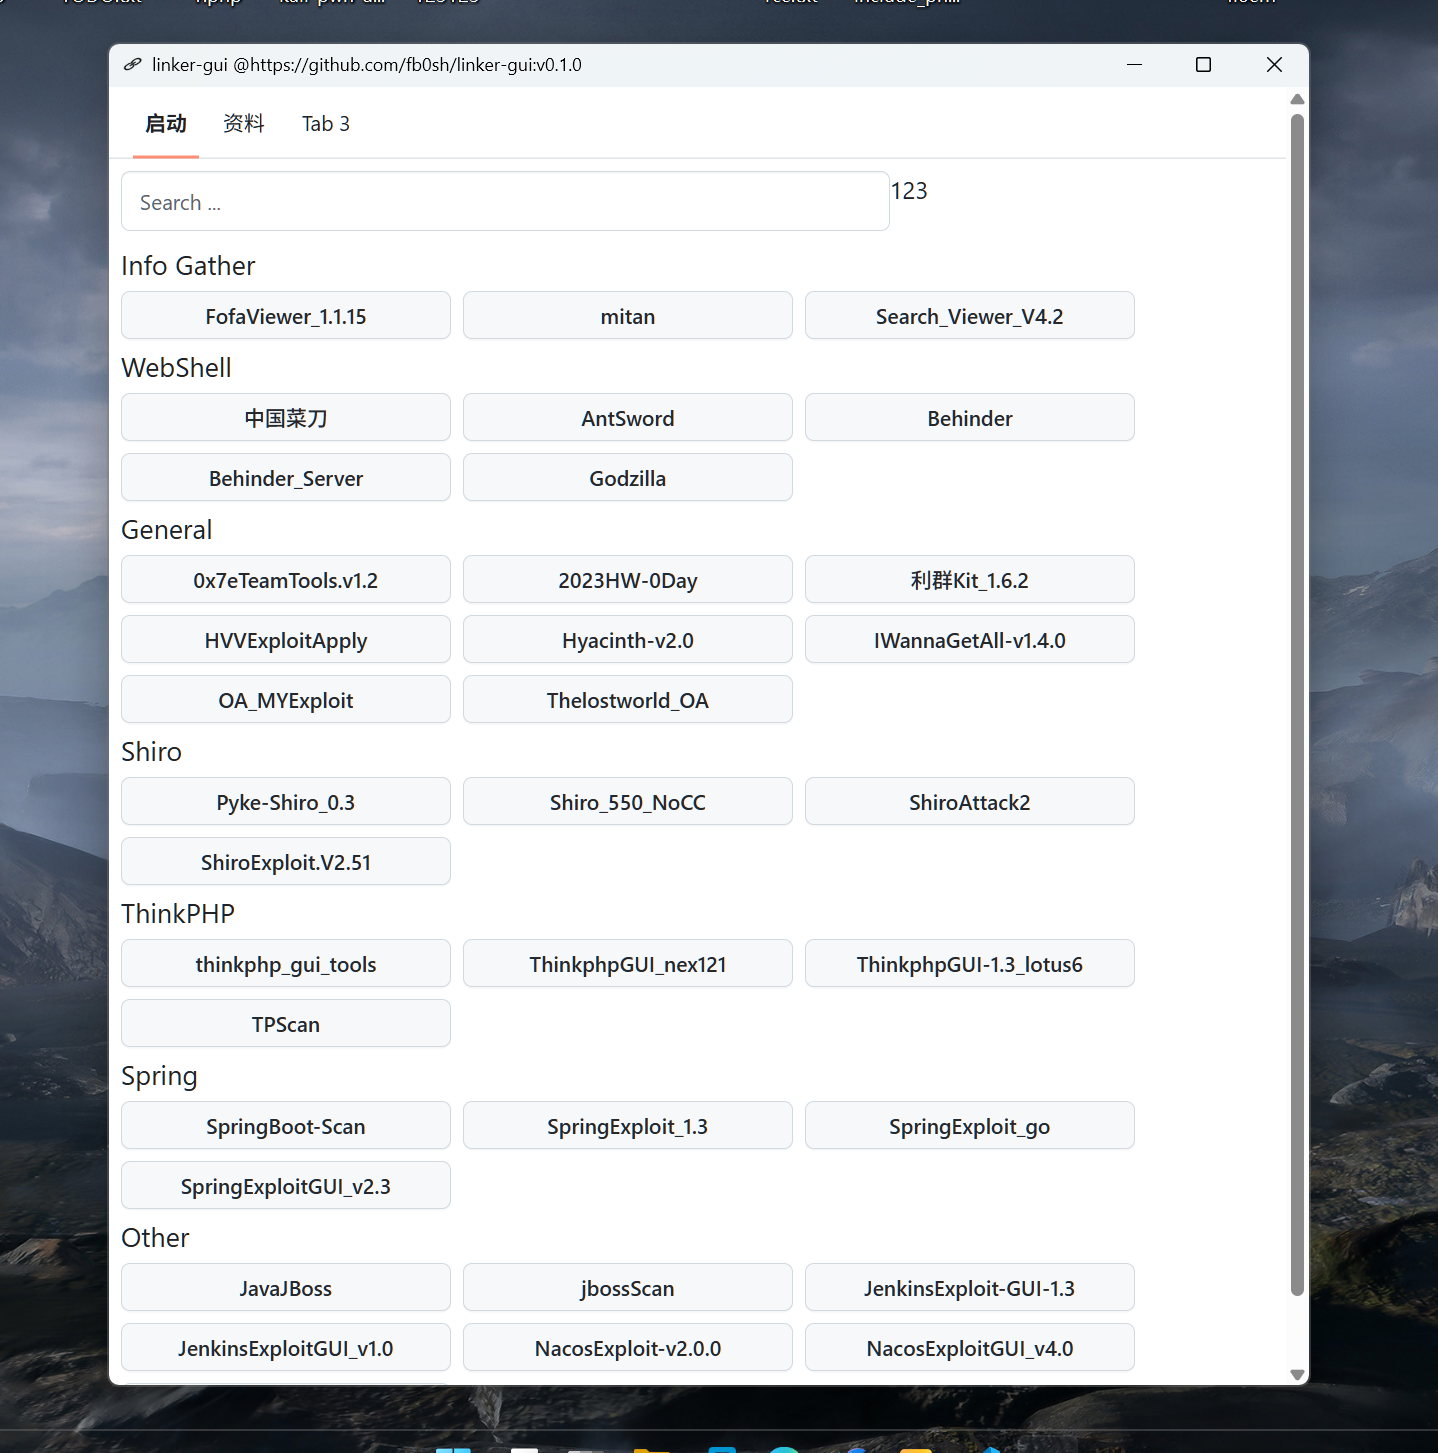 123123
linker-gui @https://github.com/fb0sh/linker-gui:v0.1.0
启动 资料 Tab 3
Search ... 123
Info Gather
FofaViewer_1.1.15 mitan Search_Viewer_V4.2
WebShell
中国菜刀 AntSword Behinder
Behinder_Server Godzilla
General
0x7eTeamTools.v1.2 2023HW-0Day 利群Kit_1.6.2
HVVExploitApply Hyacinth-v2.0 IWannaGetAll-v1.4.0
OA_MYExploit Thelostworld_OA
Shiro
Pyke-Shiro_0.3 Shiro_550_NoCC ShiroAttack2
ShiroExploit.V2.51
ThinkPHP
thinkphp_gui_tools ThinkphpGUI_nex121 ThinkphpGUI-1.3_lotus6
TPScan
Spring
SpringBoot-Scan SpringExploit_1.3 SpringExploit_go
SpringExploitGUI_v2.3
Other
JavaJBoss jbossScan JenkinsExploit-GUI-1.3
JenkinsExploitGUI_v1.0 NacosExploit-v2.0.0 NacosExploitGUI_v4.0